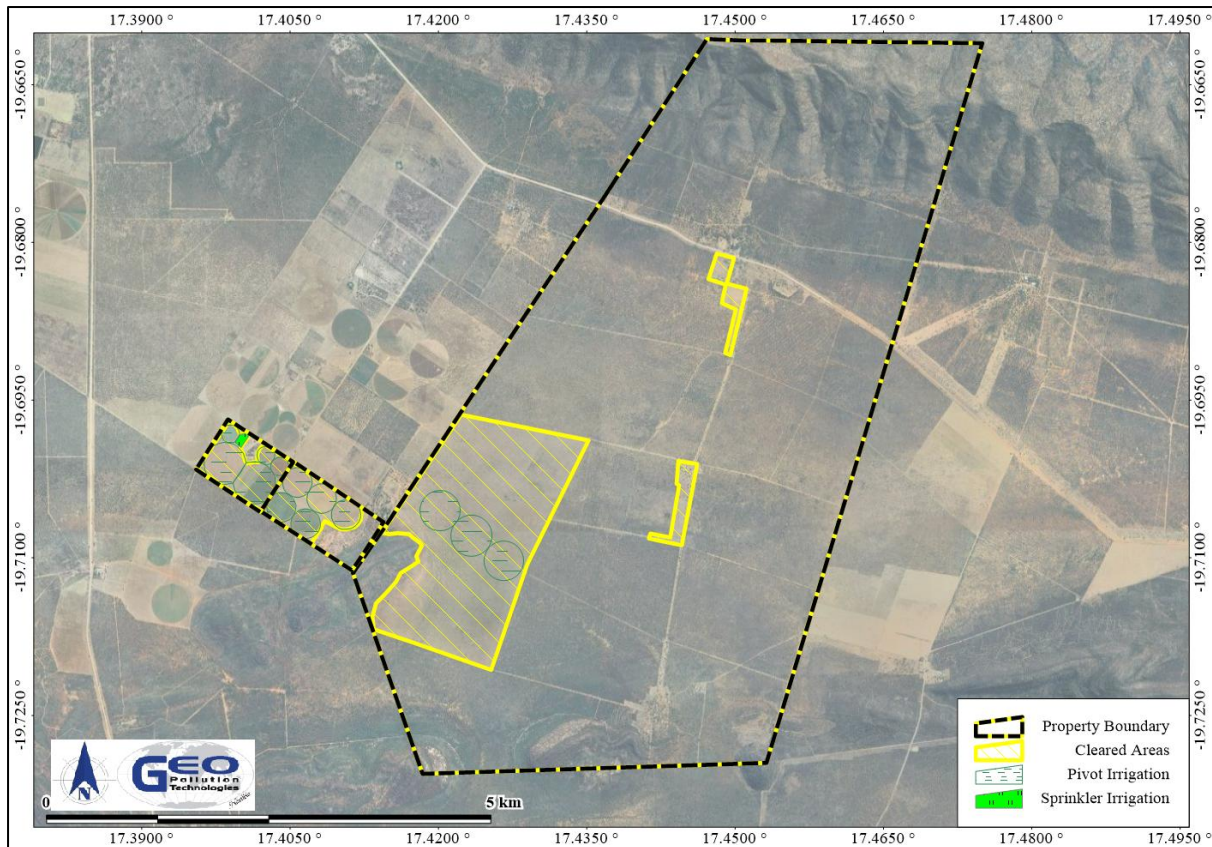 17.3900 ° 17.4050 ° 17.4200 ° 17.4350 ° 17.4500 ° 17.4650 ° 17.4800 ° 17.4950 °
-19.6650 ° -19.6650 °
-19.6800 ° -19.6800 °
-19.6950 ° -19.6950 °
-19.7100 ° -19.7100 °
-19.7250 ° -19.7250 °
Property Boundary
Cleared Areas
Pivot Irrigation
Sprinkler Irrigation
N
GEO
Pollution
Technologies
0 5 km
17.3900 ° 17.4050 ° 17.4200 ° 17.4350 ° 17.4500 ° 17.4650 ° 17.4800 ° 17.4950 °